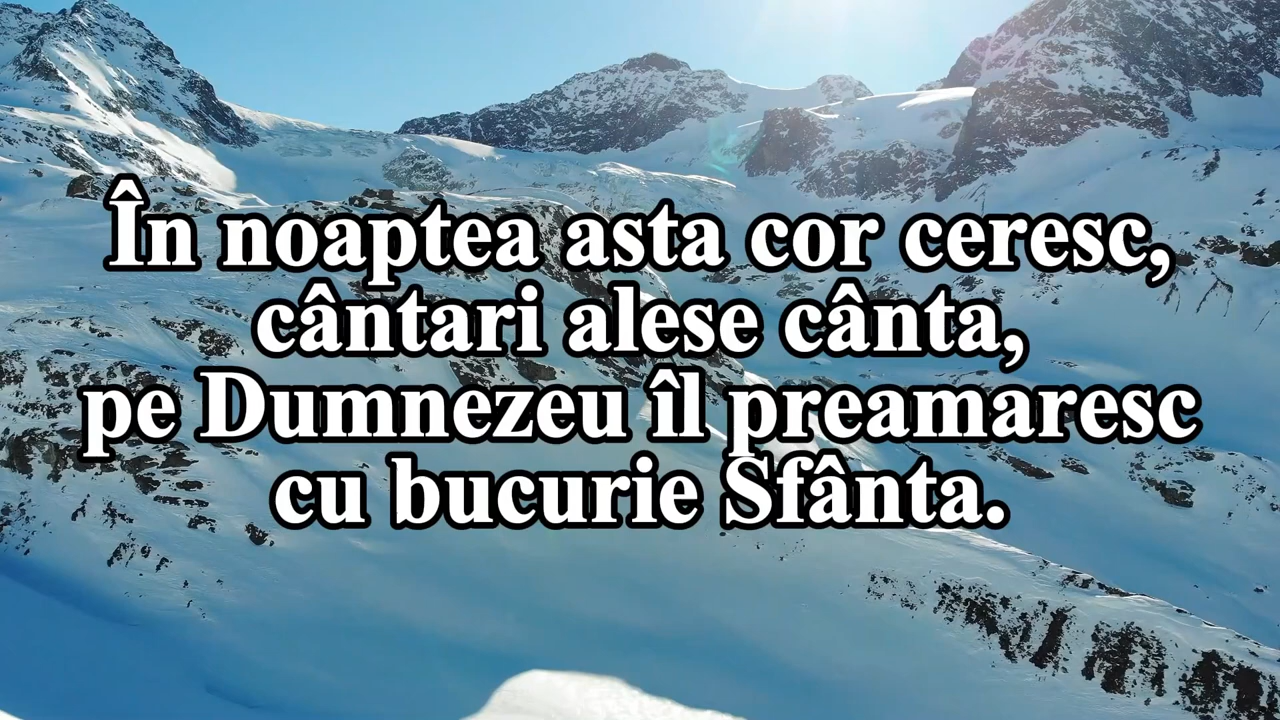 În noaptea asta cor ceresc,
cântari alese cânta,
pe Dumnezeu îl preamaresc
cu bucurie Sfânta.